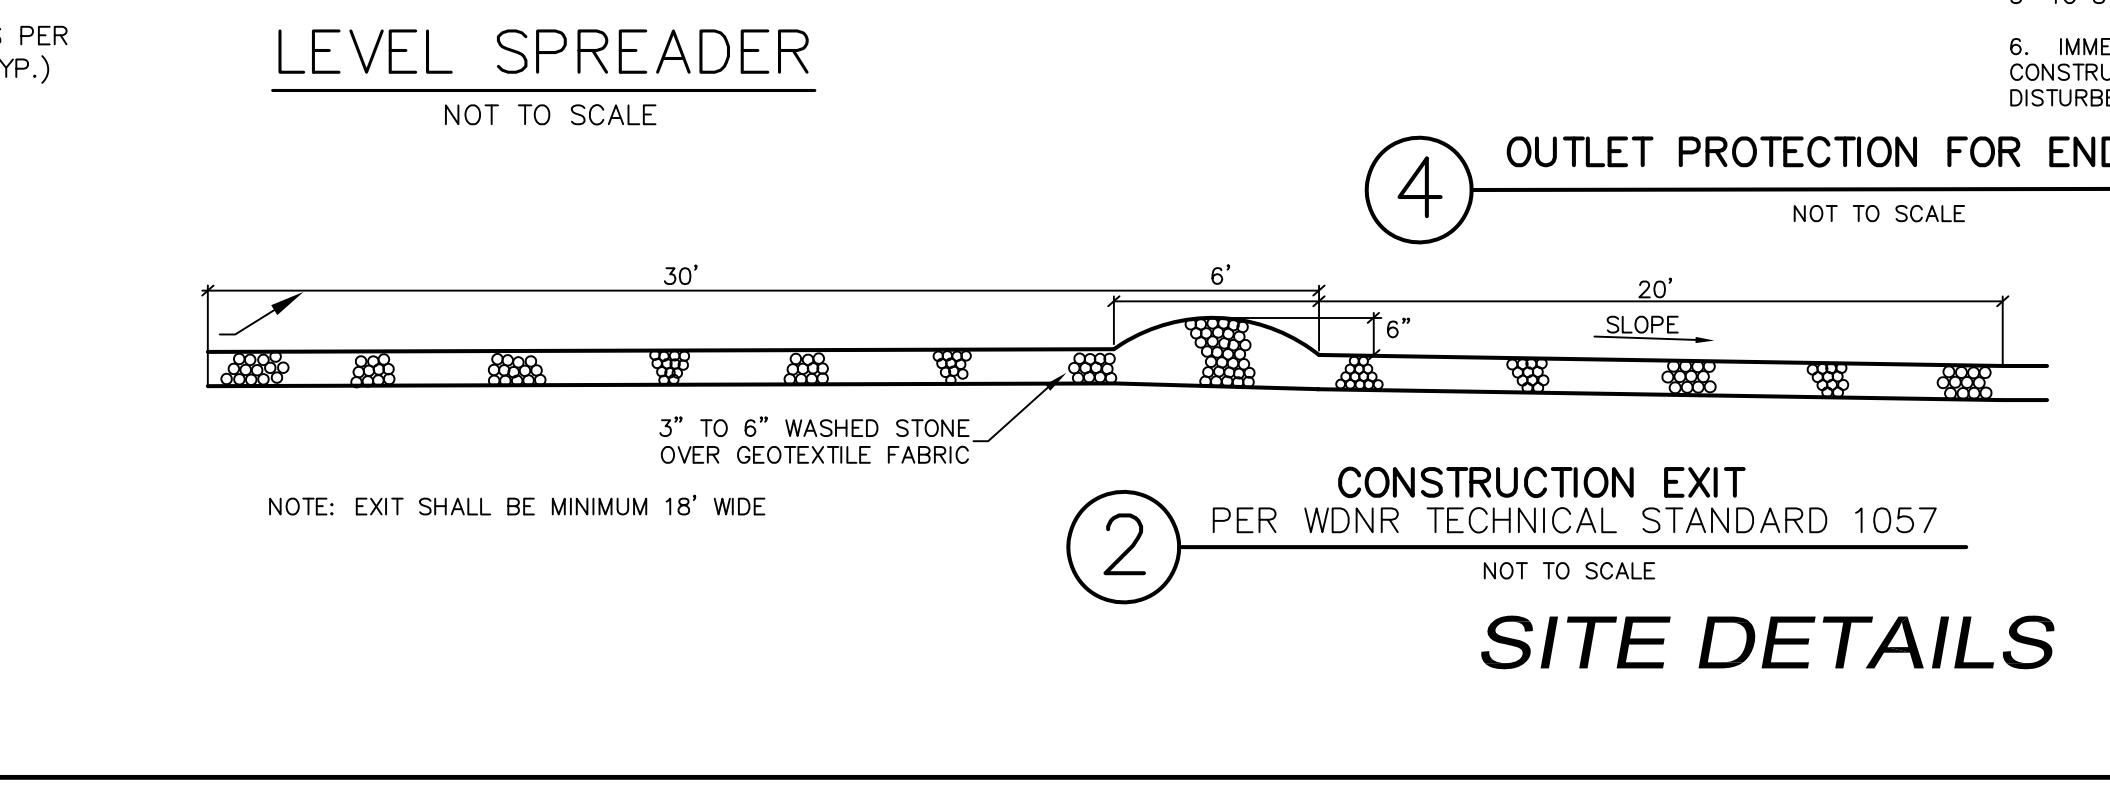 PER
YP.)
LEVEL SPREADER
NOT TO SCALE
6. IMME
CONSTRU
DISTURBE
4
OUTLET PROTECTION FOR END
NOT TO SCALE
30'
6'
20'
6"
SLOPE
3" TO 6" WASHED STONE
OVER GEOTEXTILE FABRIC
NOTE: EXIT SHALL BE MINIMUM 18' WIDE
2
CONSTRUCTION EXIT
PER WDNR TECHNICAL STANDARD 1057
NOT TO SCALE
SITE DETAILS